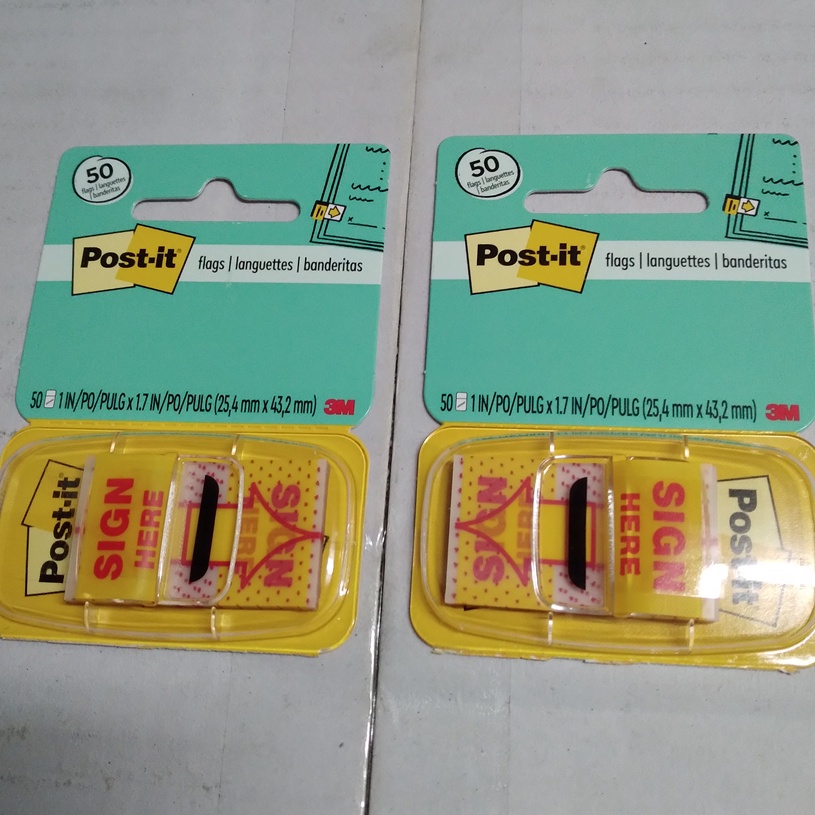 50
flags | languettes
| banderitas
Post-it®
flags | languettes | banderitas
50 1 IN/PO/PULG x 1.7 IN/PO/PULG (25,4 mm x 43,2 mm) 3M
Post-it
SIGN
HERE
SIGN
HERE
50
flags | languettes
| banderitas
Post-it®
flags | languettes | banderitas
50 1 IN/PO/PULG x 1.7 IN/PO/PULG (25,4 mm x 43,2 mm) 3M
SIGN
HERE
SIGN
HERE
Post-it